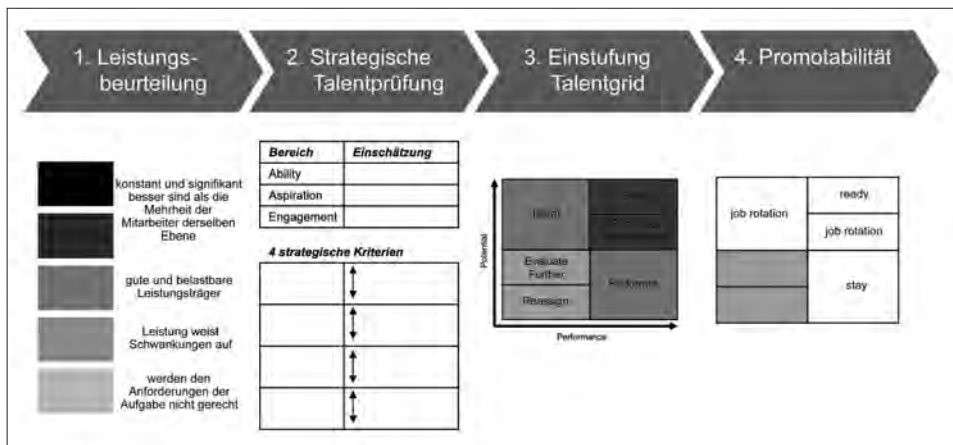 1. Leistungs-
beurteilung
2. Strategische
Talentprüfung
3. Einstufung
Talentgrid
4. Promotabilität
konstant und signifikant
besser sind als die
Mehrheit der
Mitarbeiter derselben
Ebene
gute und belastbare
Leistungsträger
Leistung weist
Schwankungen auf
werden den
Anforderungen der
Aufgabe nicht gerecht
Bereich Einschätzung
Ability
Aspiration
Engagement
4 strategische Kriterien
Potential
Talent
Evaluate
Further
Reassign
Performer
Performance
job rotation
ready
job rotation
stay